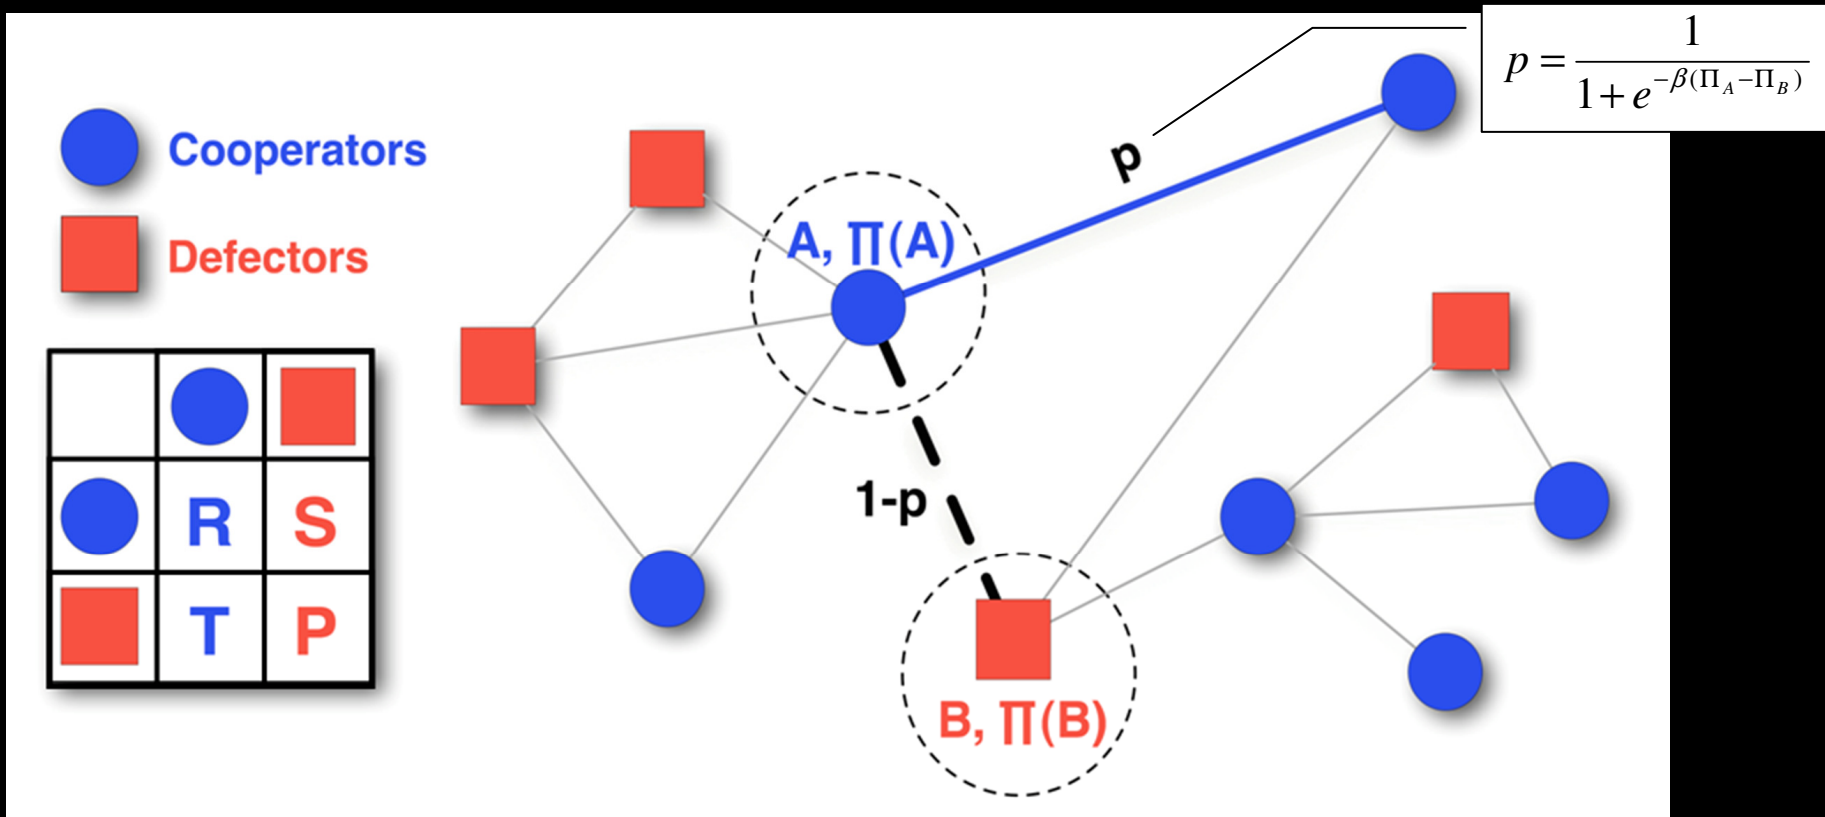 p = 1 / 1 + e^{-β(Π_A − Π_B)}
Cooperators
p
A, Π(A)
Defectors
R S
1-p
T P
B, Π(B)